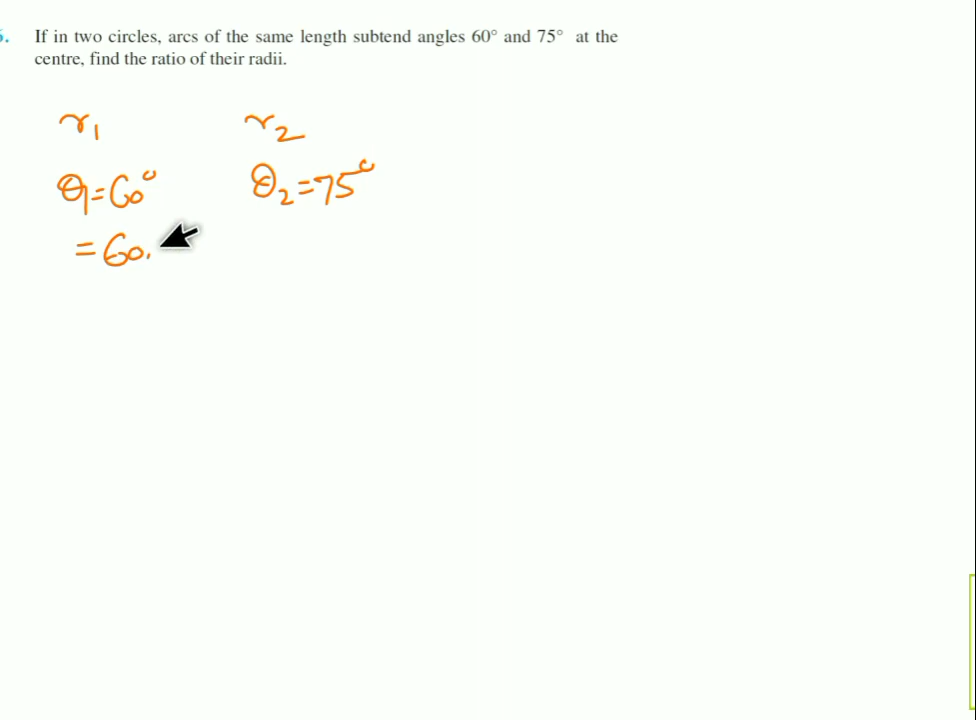 5. If in two circles, arcs of the same length subtend angles 60° and 75° at the
centre, find the ratio of their radii.
r₁ r₂
θ₁=60° θ₂=75°
=60.